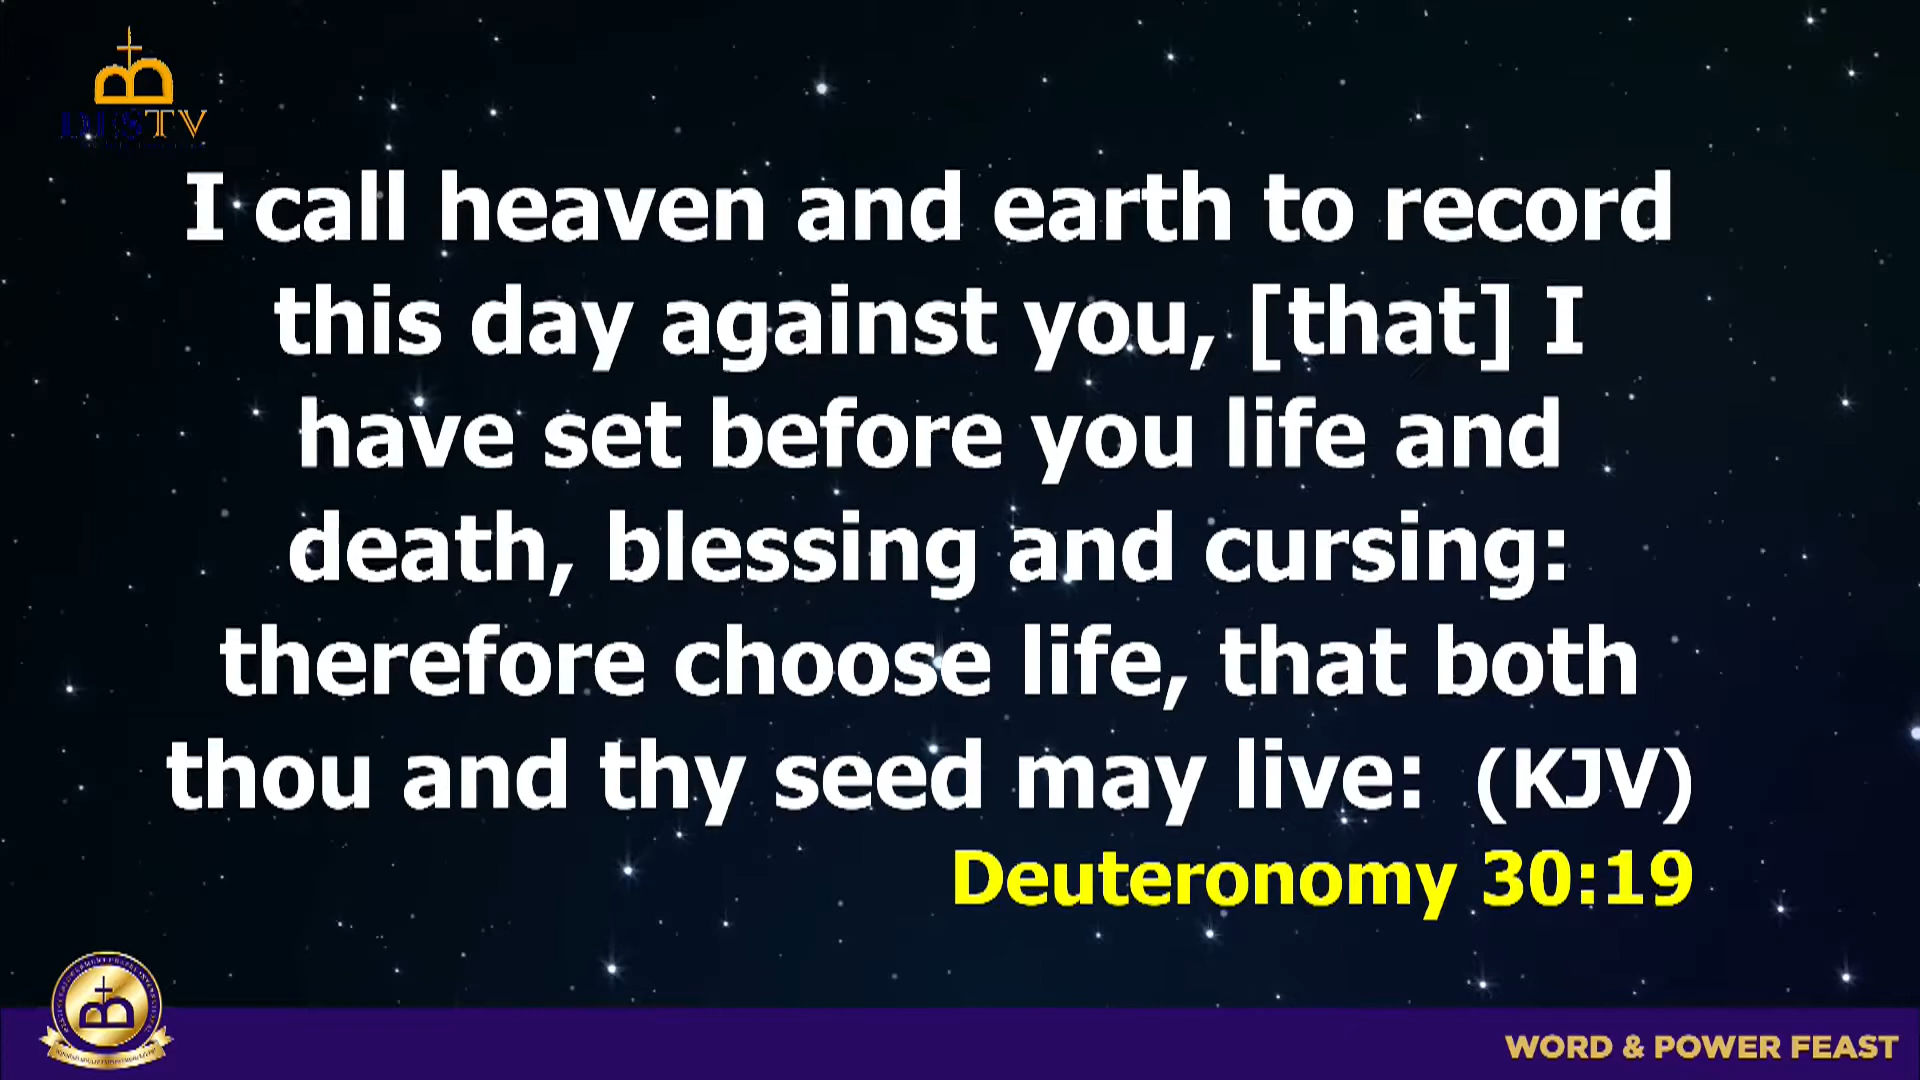 I call heaven and earth to record
this day against you, [that] I
have set before you life and
death, blessing and cursing:
therefore choose life, that both
thou and thy seed may live: (KJV)
Deuteronomy 30:19
WORD & POWER FEAST